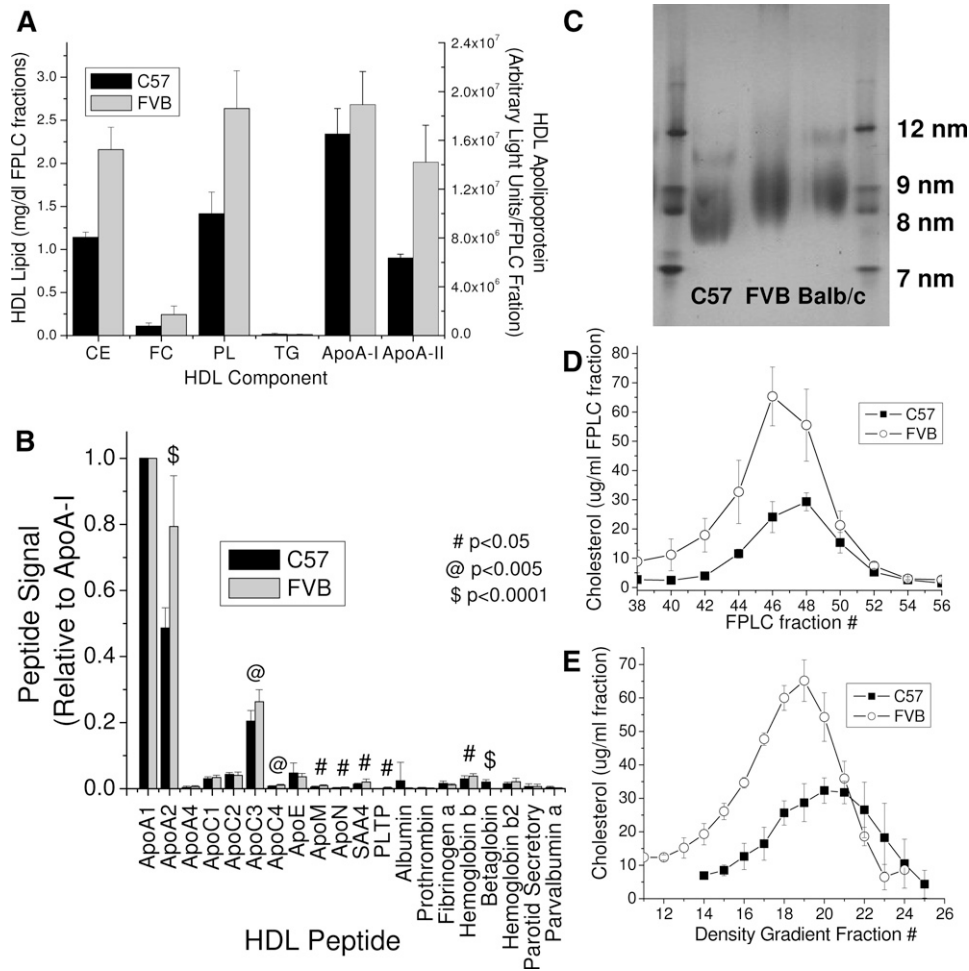 A
HDL Lipid (mg/dl FPLC fractions)
3.0
2.5
2.0
1.5
1.0
0.5
0.0
C57
FVB
2.4x10⁷
2.0x10⁷
1.6x10⁷
1.2x10⁷
8.0x10⁶
4.0x10⁶
0.0
HDL Apolipoprotein
(Arbitrary Light Units/FPLC Fration)
CE FC PL TG ApoA-I ApoA-II
HDL Component
B
Peptide Signal
(Relative to ApoA-I
1.0
0.8
0.6
0.4
0.2
0.0
$
@
@
#
#
#
#
#
$
C57
FVB
# p<0.05
@ p<0.005
$ p<0.0001
ApoA1
ApoA2
ApoA4
ApoC1
ApoC2
ApoC3
ApoC4
ApoE
ApoM
ApoN
SAA4
PLTP
Albumin
Prothrombin
Fibrinogen a
Hemoglobin b
Betaglobin
Hemoglobin b2
Parotid Secretory
Parvalbumin a
HDL Peptide
C
12 nm
9 nm
8 nm
7 nm
C57 FVB Balb/c
D
Cholesterol (ug/ml FPLC fraction)
80
70
60
50
40
30
20
10
0
C57
FVB
38 40 42 44 46 48 50 52 54 56
FPLC fraction #
E
Cholesterol (ug/ml fraction)
70
60
50
40
30
20
10
0
C57
FVB
12 14 16 18 20 22 24 26
Density Gradient Fraction #